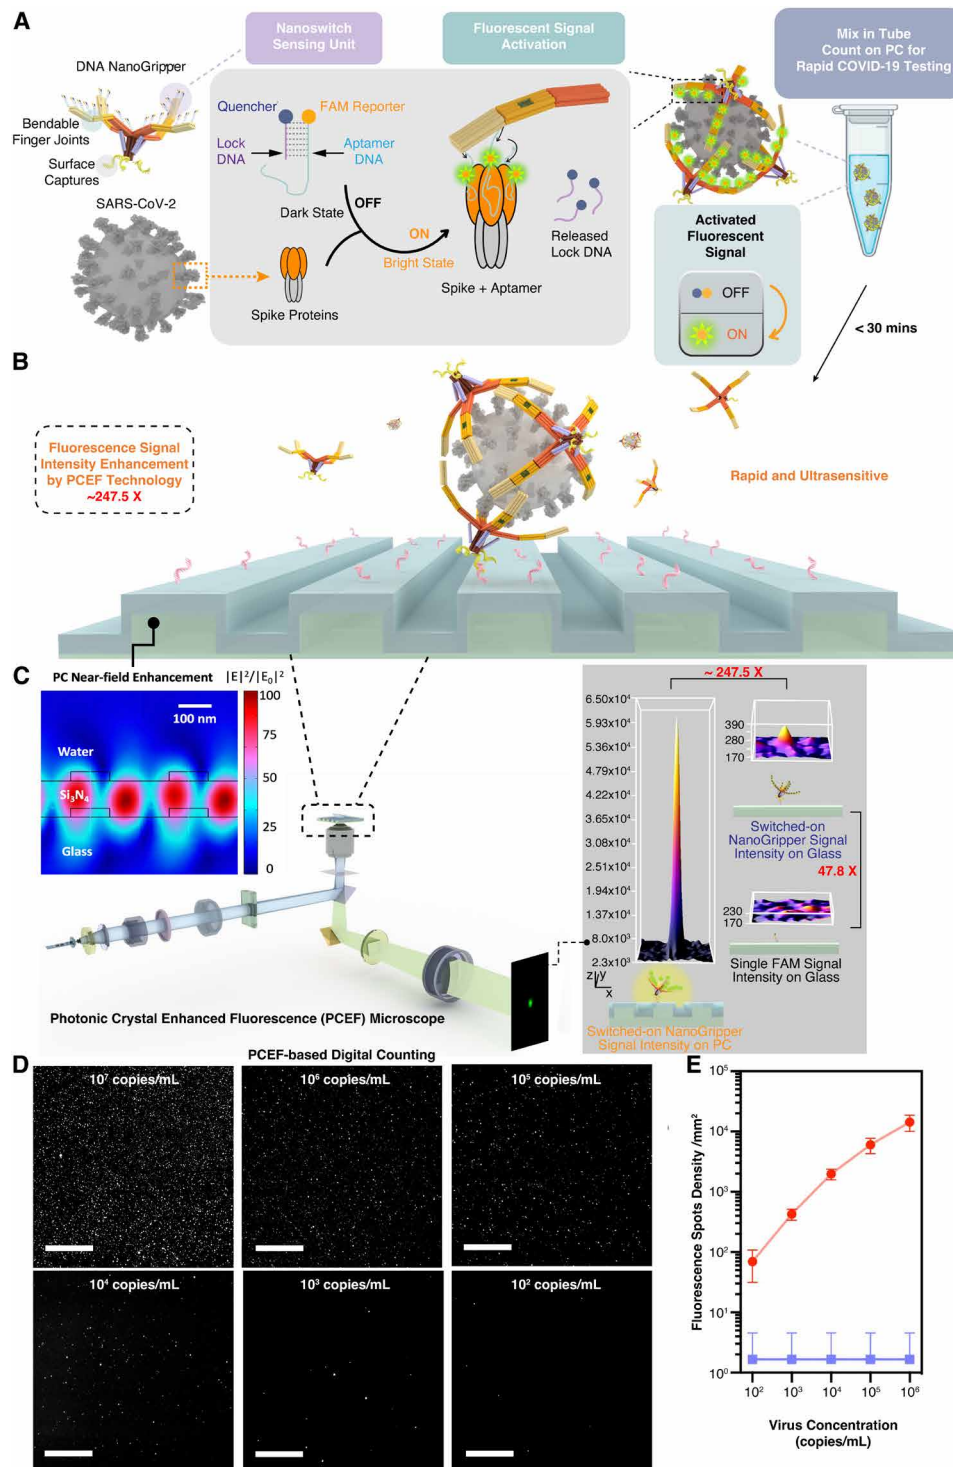 A
Nanoswitch
Sensing Unit
Fluorescent Signal
Activation
Mix in Tube
Count on PC for
Rapid COVID-19 Testing
DNA NanoGripper
Bendable
Finger Joints
Surface
Captures
SARS-CoV-2
Quencher
FAM Reporter
Lock
DNA
Aptamer
DNA
Dark State
OFF
ON
Bright State
Spike Proteins
Spike + Aptamer
Released
Lock DNA
Activated
Fluorescent
Signal
OFF
ON
< 30 mins
B
Fluorescence Signal
Intensity Enhancement
by PCEF Technology
~247.5 X
Rapid and Ultrasensitive
C
PC Near-field Enhancement
|E|²/|E₀|²
100 nm
Water
Si₃N₄
Glass
100
75
50
25
0
Photonic Crystal Enhanced Fluorescence (PCEF) Microscope
~ 247.5 X
6.50x10⁴
5.93x10⁴
5.36x10⁴
4.79x10⁴
4.22x10⁴
3.65x10⁴
3.08x10⁴
2.51x10⁴
1.94x10⁴
1.37x10⁴
8.0x10³
2.3x10³
z
y
x
Switched-on NanoGripper
Signal Intensity on PC
390
280
170
Switched-on
NanoGripper Signal
Intensity on Glass
47.8 X
230
170
Single FAM Signal
Intensity on Glass
D
PCEF-based Digital Counting
10⁷ copies/mL
10⁶ copies/mL
10⁵ copies/mL
10⁴ copies/mL
10³ copies/mL
10² copies/mL
E
Fluorescence Spots Density /mm²
10⁵
10⁴
10³
10²
10¹
10⁰
10² 10³ 10⁴ 10⁵ 10⁶
Virus Concentration
(copies/mL)